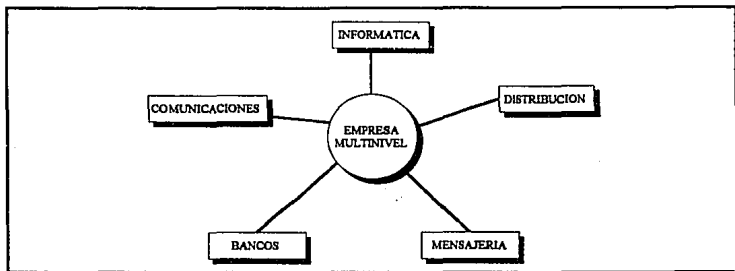 INFORMATICA
COMUNICACIONES
DISTRIBUCION
EMPRESA
MULTINIVEL
BANCOS
MENSAJERIA